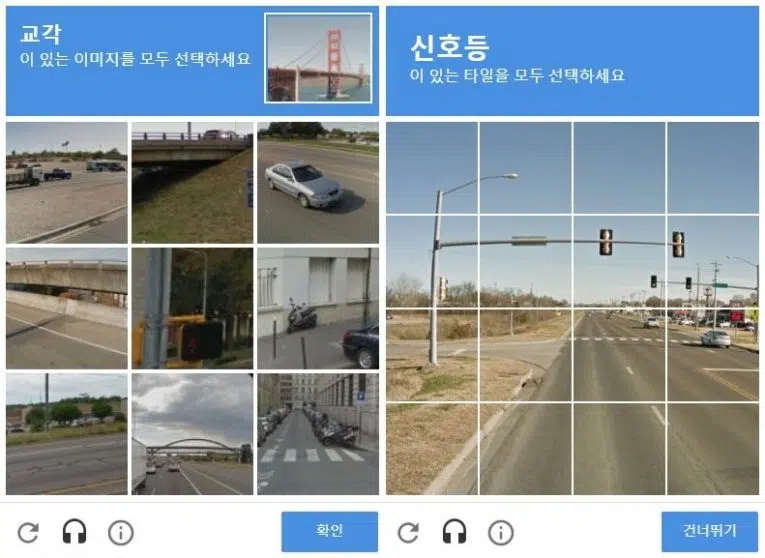 교각
이 있는 이미지를 모두 선택하세요
확인
신호등
이 있는 타일을 모두 선택하세요
건너뛰기